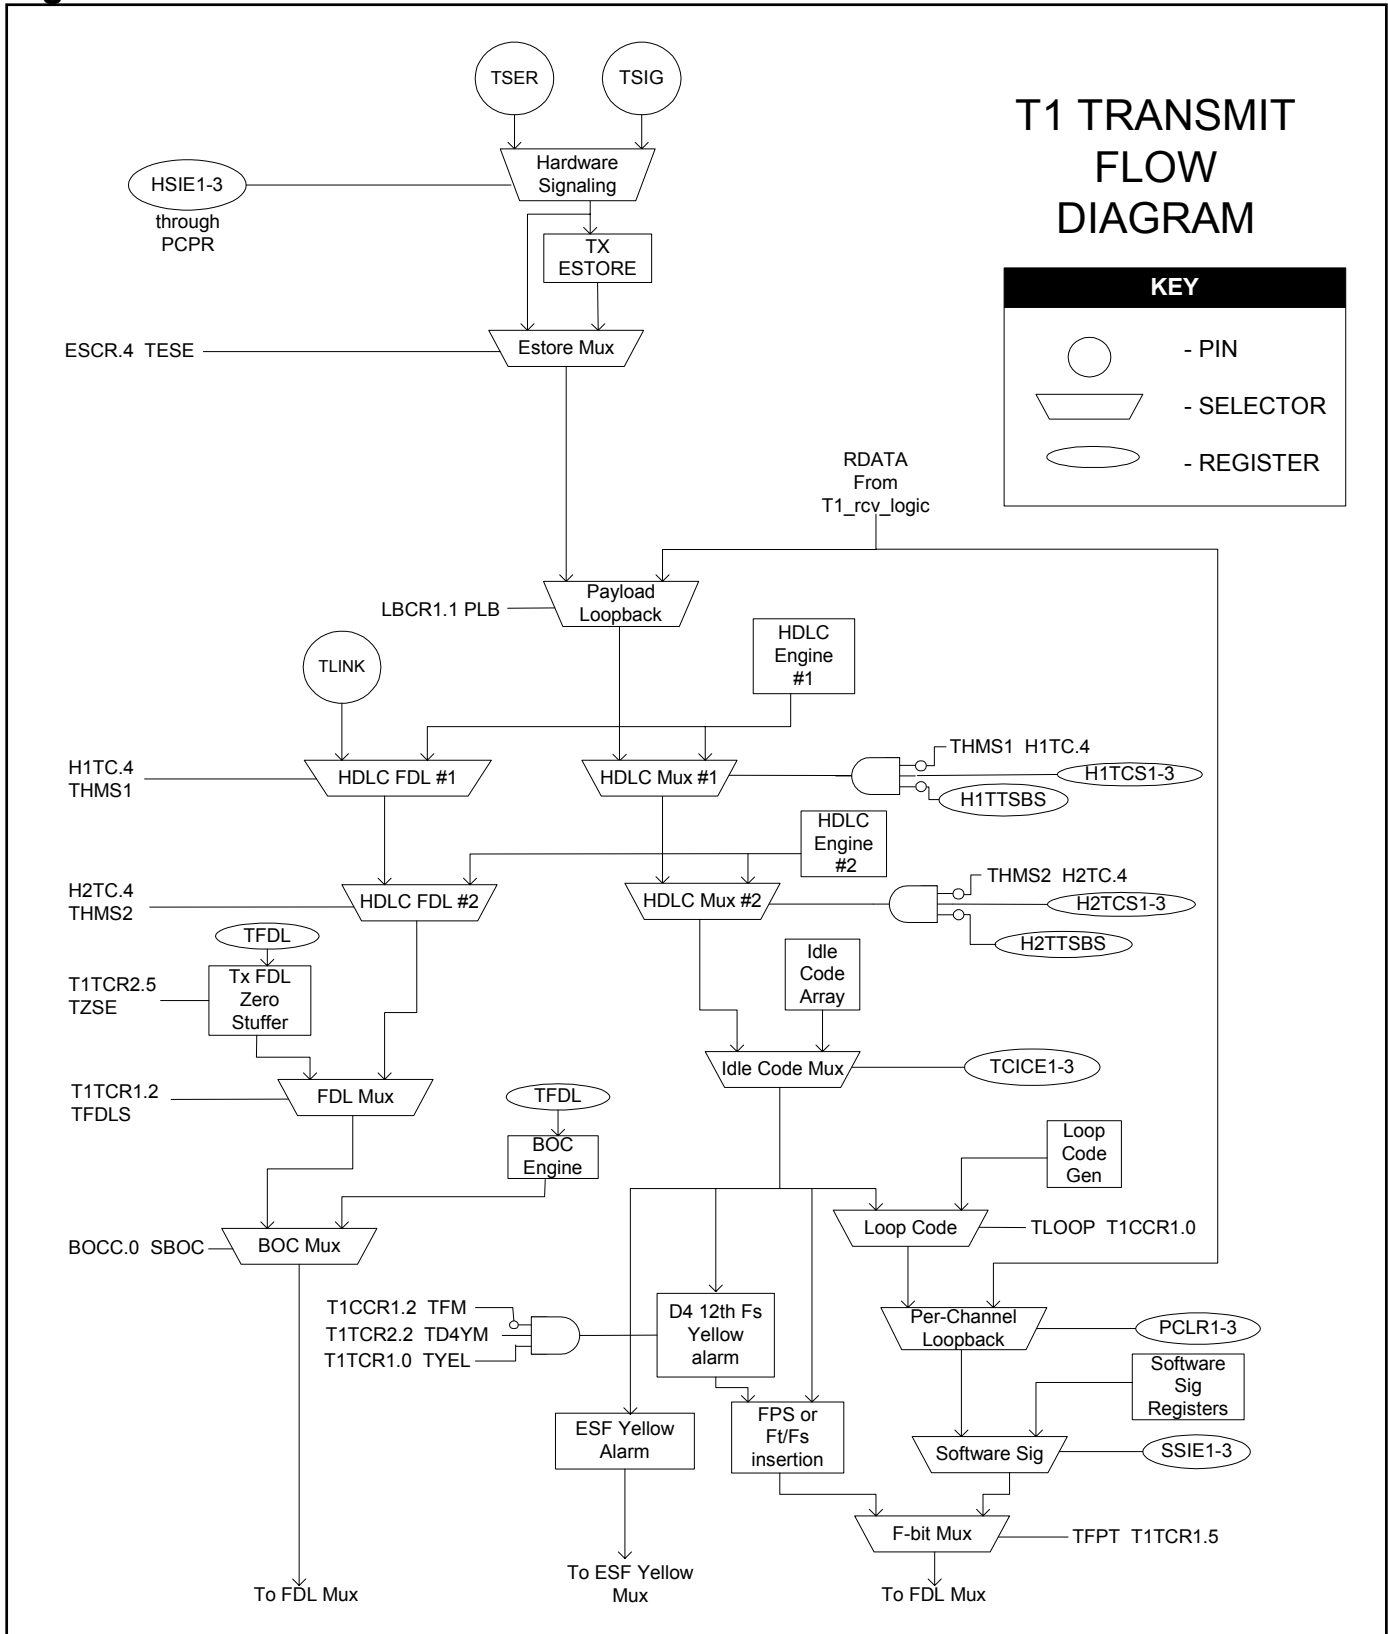 TSER
TSIG
T1 TRANSMIT
FLOW
DIAGRAM
Hardware
Signaling
HSIE1-3
through
PCPR
TX
ESTORE
KEY
- PIN
- SELECTOR
- REGISTER
ESCR.4 TESE
Estore Mux
RDATA
From
T1_rcv_logic
Payload
Loopback
LBCR1.1 PLB
HDLC
Engine
#1
TLINK
H1TC.4
THMS1
HDLC FDL #1
HDLC Mux #1
THMS1 H1TC.4
H1TCS1-3
H1TTSBS
HDLC
Engine
#2
H2TC.4
THMS2
HDLC FDL #2
HDLC Mux #2
THMS2 H2TC.4
H2TCS1-3
H2TTSBS
TFDL
Tx FDL
Zero
Stuffer
T1TCR2.5
TZSE
Idle
Code
Array
Idle Code Mux
TCICE1-3
T1TCR1.2
TFDLS
FDL Mux
TFDL
BOC
Engine
Loop
Code
Gen
BOCC.0 SBOC
BOC Mux
Loop Code
TLOOP T1CCR1.0
T1CCR1.2 TFM
T1TCR2.2 TD4YM
T1TCR1.0 TYEL
D4 12th Fs
Yellow
alarm
Per-Channel
Loopback
PCLR1-3
Software
Sig
Registers
ESF Yellow
Alarm
FPS or
Ft/Fs
insertion
Software Sig
SSIE1-3
F-bit Mux
TFPT T1TCR1.5
To FDL Mux
To ESF Yellow
Mux
To FDL Mux